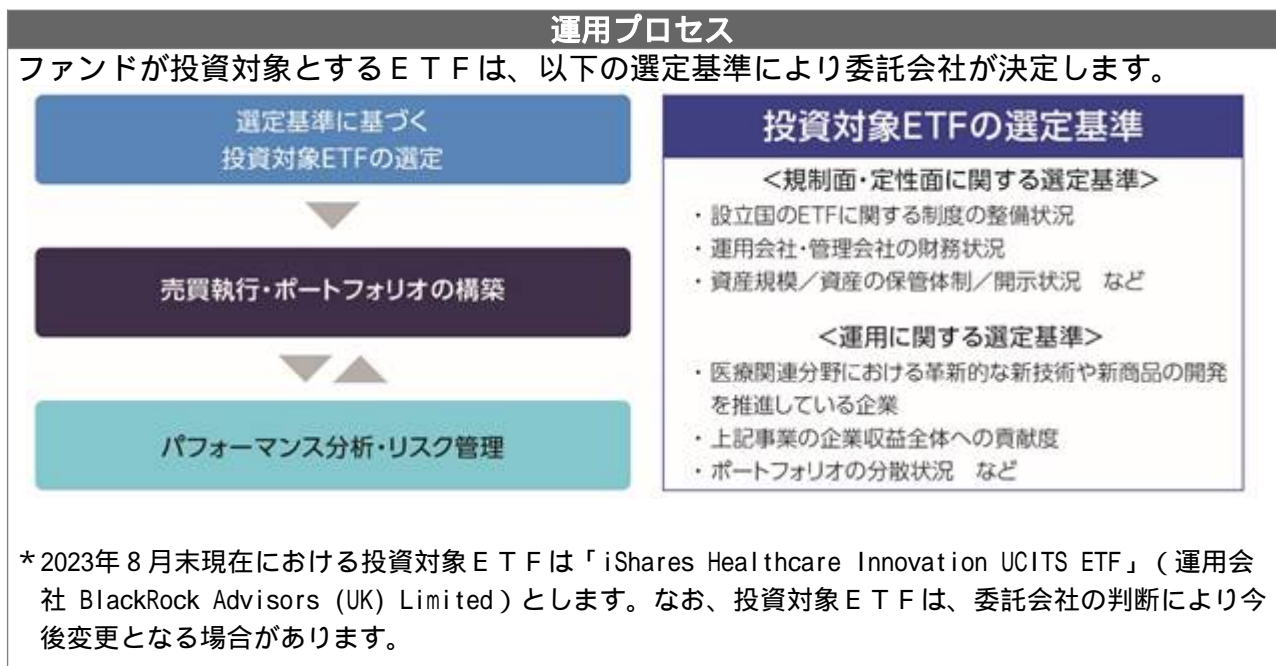 運用プロセス
ファンドが投資対象とするＥＴＦは、以下の選定基準により委託会社が決定します。
選定基準に基づく
投資対象ETFの選定
売買執行・ポートフォリオの構築
パフォーマンス分析・リスク管理
投資対象ETFの選定基準
＜規制面・定性面に関する選定基準＞
・設立国のETFに関する制度の整備状況
・運用会社・管理会社の財務状況
・資産規模／資産の保管体制／開示状況　など
＜運用に関する選定基準＞
・医療関連分野における革新的な新技術や新商品の開発
を推進している企業
・上記事業の企業収益全体への貢献度
・ポートフォリオの分散状況　など
＊2023年８月末現在における投資対象ＥＴＦは「iShares Healthcare Innovation UCITS ETF」（運用会
社 BlackRock Advisors (UK) Limited）とします。なお、投資対象ＥＴＦは、委託会社の判断により今
後変更となる場合があります。